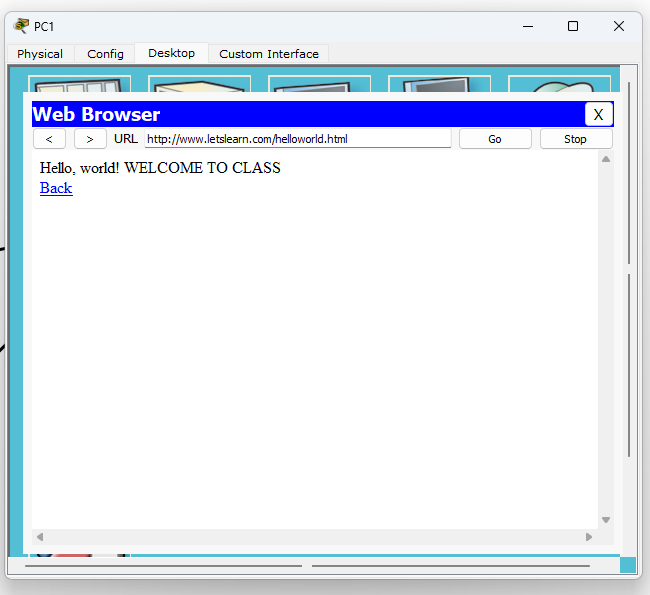 PC1
Physical Config Desktop Custom Interface
Web Browser X
< > URL http://www.letslearn.com/helloworld.html Go Stop
Hello, world! WELCOME TO CLASS
Back